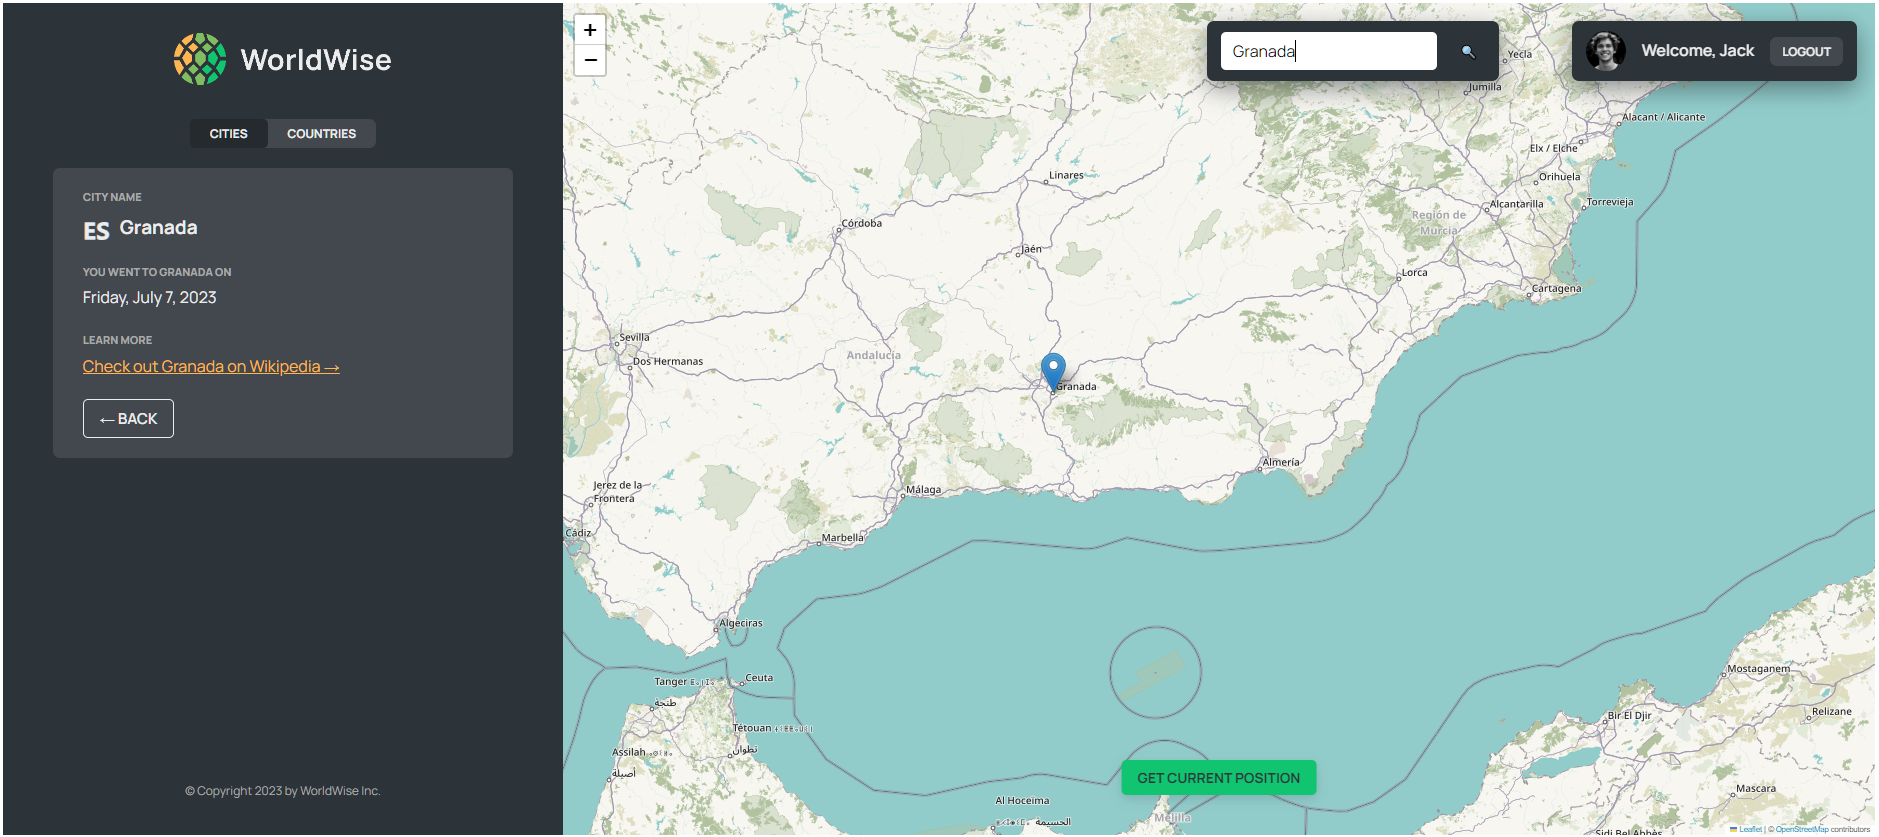 WorldWise
CITIES
COUNTRIES
CITY NAME
ES Granada
YOU WENT TO GRANADA ON
Friday, July 7, 2023
LEARN MORE
Check out Granada on Wikipedia →
← BACK
© Copyright 2023 by WorldWise Inc.
+
−
Granada
Welcome, Jack
LOGOUT
Yecla
Jumilla
Alacant / Alicante
Elx / Elche
Linares
Orihuela
Alcantarilla
Torrevieja
Región de
Murcia
Córdoba
Jaén
Lorca
Cartagena
Sevilla
Dos Hermanas
Andalucía
Granada
Almería
Jerez de la
Frontera
Málaga
Cádiz
Marbella
Algeciras
Ceuta
Tanger
طنجة
Tétouan
تطوان
Assilah
أصيلة
Mostaganem
Relizane
Bir El Djir
GET CURRENT POSITION
Mascara
Al Hoceima
الحسيمة
Melilla
Sidi Bel Abbès
Leaflet | © OpenStreetMap contributors